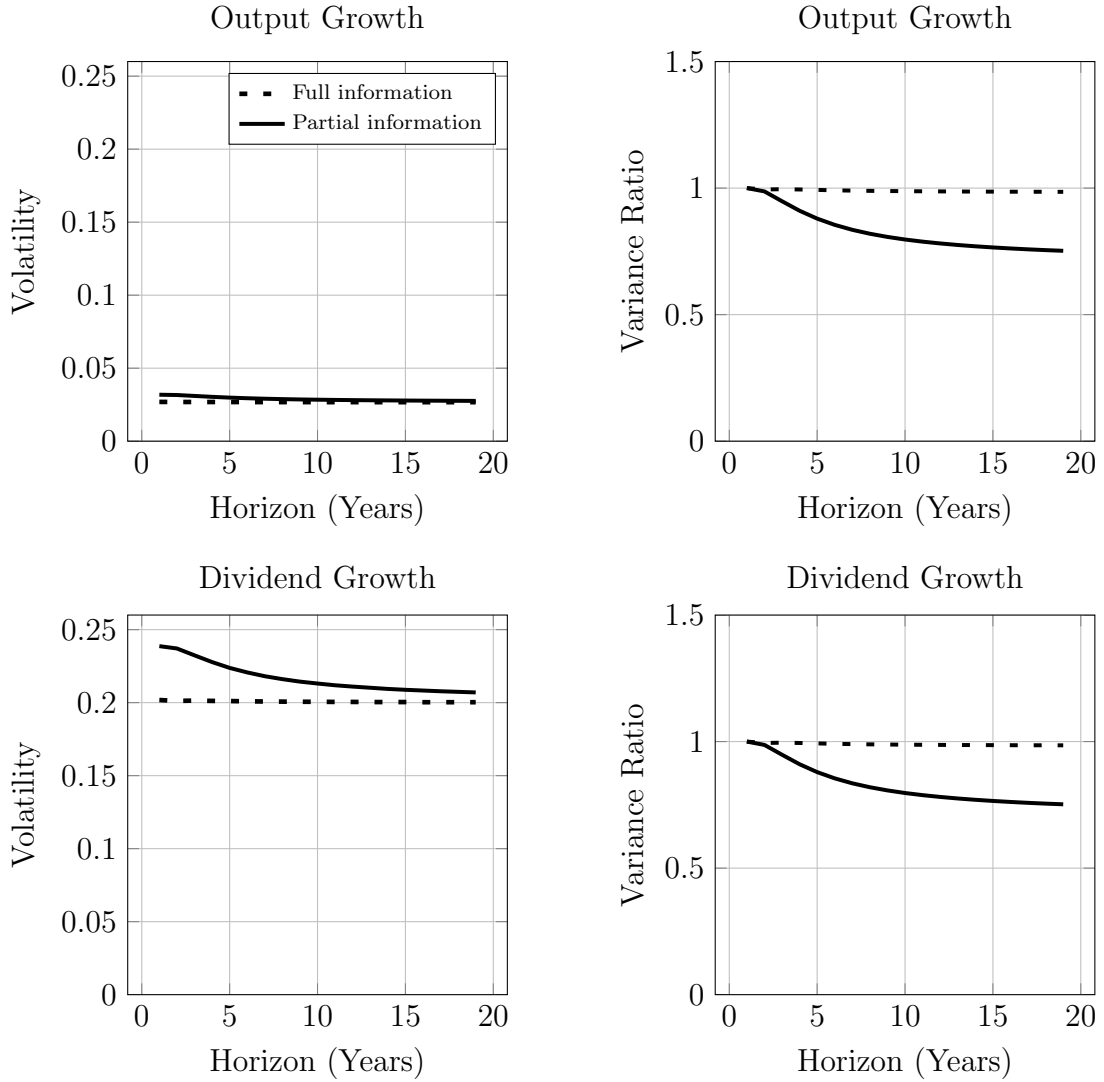 Output Growth
0.25
0.2
0.15
0.1
0.05
0
Volatility
Full information
Partial information
0 5 10 15 20
Horizon (Years)
Output Growth
1.5
1
0.5
0
Variance Ratio
0 5 10 15 20
Horizon (Years)
Dividend Growth
0.25
0.2
0.15
0.1
0.05
0
Volatility
0 5 10 15 20
Horizon (Years)
Dividend Growth
1.5
1
0.5
0
Variance Ratio
0 5 10 15 20
Horizon (Years)